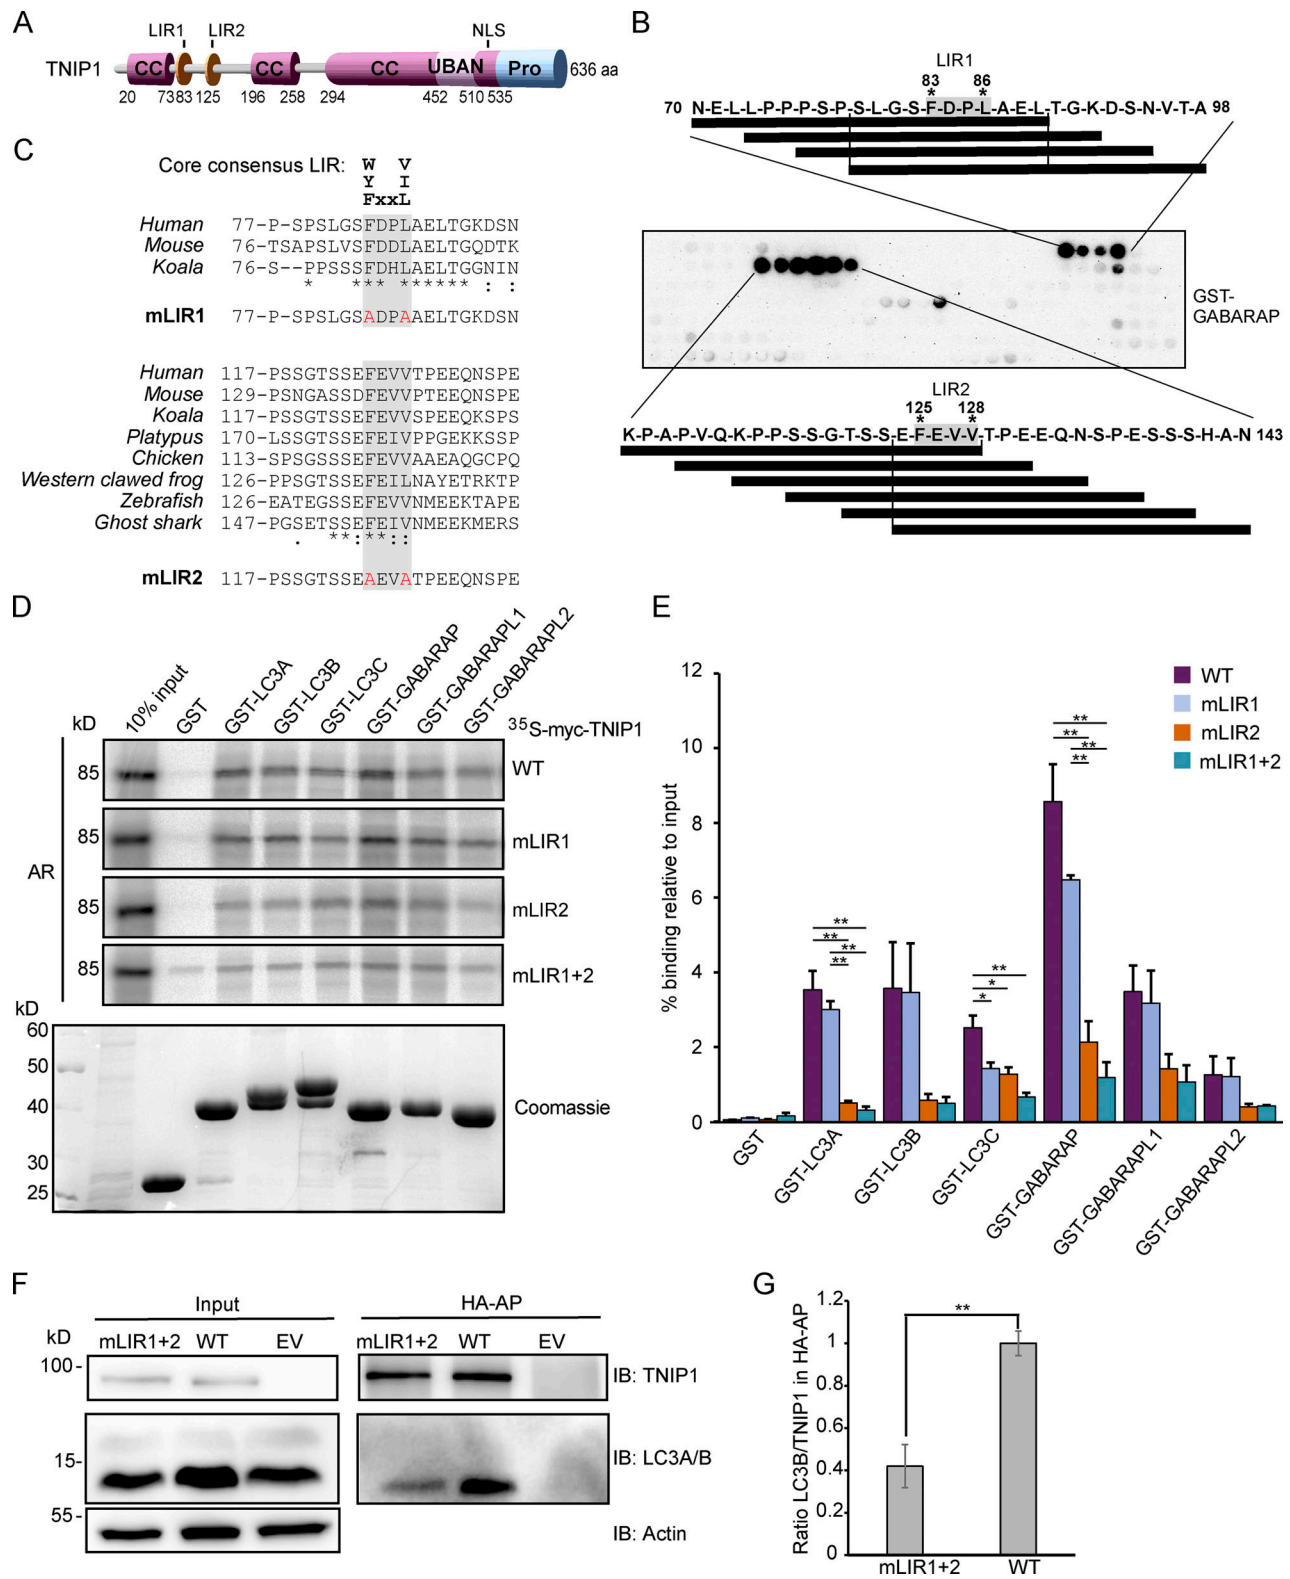 A
LIR1 LIR2 NLS
TNIP1 CC CC CC UBAN Pro 636 aa
20 73 83 125 196 258 294 452 510 535
B
LIR1
83 86
* *
70 N-E-L-L-P-P-P-S-P-S-L-G-S-F-D-P-L-A-E-L-T-G-K-D-S-N-V-T-A 98
GST-
GABARAP
LIR2
125 128
* *
K-P-A-P-V-Q-K-P-P-S-S-G-T-S-S-E-F-E-V-V-T-P-E-E-Q-N-S-P-E-S-S-S-H-A-N 143
C
Core consensus LIR: W V
Y I
FxxL
Human 77-P-SPSLGSFDPLAELTGKDSN
Mouse 76-TSAPSLVSFDDLAELTGQDTK
Koala 76-S--PPSSSFDHLAELTGGNIN
* *** ****** : :
mLIR1 77-P-SPSLGSADPAAELTGKDSN
Human 117-PSSGTSSEFEVVTPEEQNSPE
Mouse 129-PSNGASSDFEVVPTEEQNSPE
Koala 117-PSSGTSSEFEVVSPEEQKSPS
Platypus 170-LSSGTSSEFEIVPPGEKKSSP
Chicken 113-SPSGSSSEFEVVAAEAQGCPQ
Western clawed frog 126-PPSGTSSEFEILNAYETRKTP
Zebrafish 126-EATEGSSEFEVVNMEEKTAPE
Ghost shark 147-PGSETSSEFEIVNMEEKMERS
. **:**::
mLIR2 117-PSSGTSSEAEVATPEEQNSPE
D
kD 10% input GST GST-LC3A GST-LC3B GST-LC3C GST-GABARAP GST-GABARAPL1 GST-GABARAPL2 35S-myc-TNIP1
85 WT
85 mLIR1
AR
85 mLIR2
85 mLIR1+2
kD
60
50
40 Coomassie
30
25
E
12
10
8
6
4
2
0
% binding relative to input
WT
mLIR1
mLIR2
mLIR1+2
** ** ** **
** * *
** ** ** **
GST GST-LC3A GST-LC3B GST-LC3C GST-GABARAP GST-GABARAPL1 GST-GABARAPL2
F
Input HA-AP
kD mLIR1+2 WT EV mLIR1+2 WT EV
100- IB: TNIP1
15- IB: LC3A/B
55- IB: Actin
G
Ratio LC3B/TNIP1 in HA-AP
1.2
1
0.8
0.6
0.4
0.2
0
**
mLIR1+2 WT